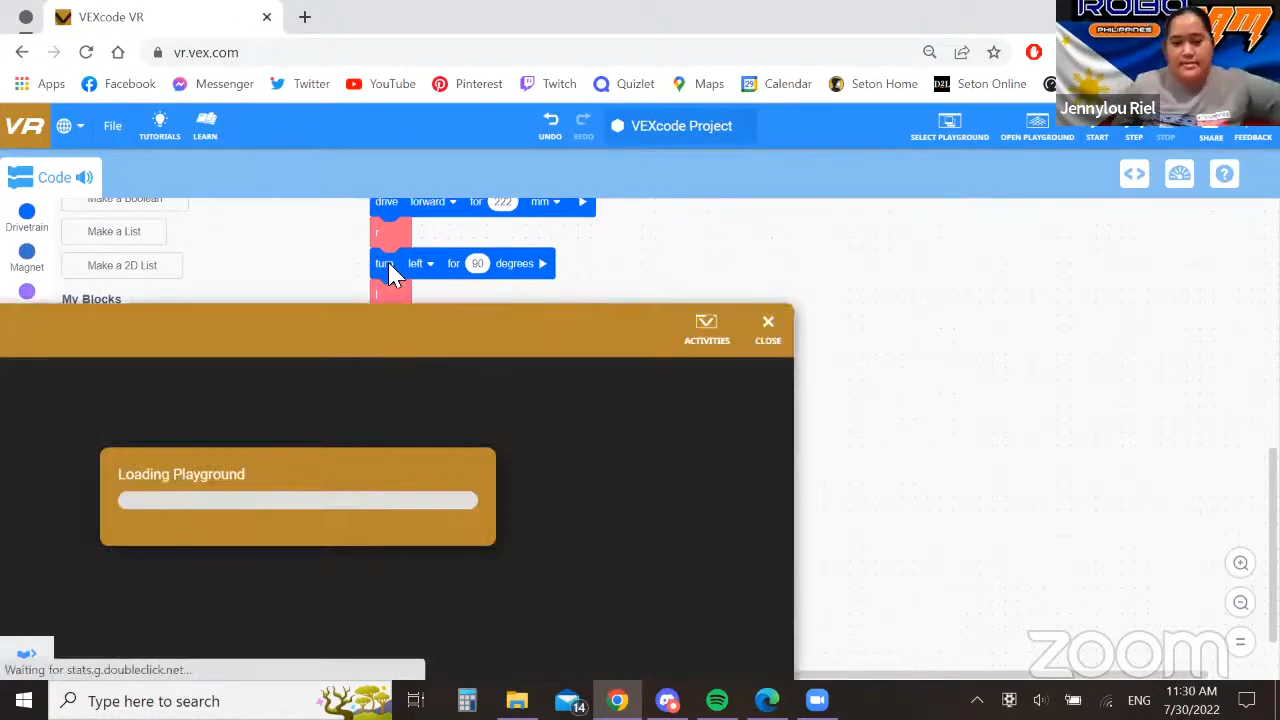 VEXcode VR
vr.vex.com
Apps Facebook Messenger Twitter YouTube Pinterest Twitch Quizlet Maps Calendar Seton Home D2L Seton Online
ROBO
PHILIPPINES
Jennylou Riel
VR File TUTORIALS LEARN UNDO REDO VEXcode Project SELECT PLAYGROUND OPEN PLAYGROUND START STEP STOP SHARE FEEDBACK
Code
Make a Boolean
drive forward for 222 mm
Drivetrain
Make a List
r
Magnet
Make a 2D List
turn left for 90 degrees
My Blocks
l
ACTIVITIES CLOSE
Loading Playground
Waiting for stats.g.doubleclick.net...
zoom
Type here to search
14
ENG
11:30 AM
7/30/2022